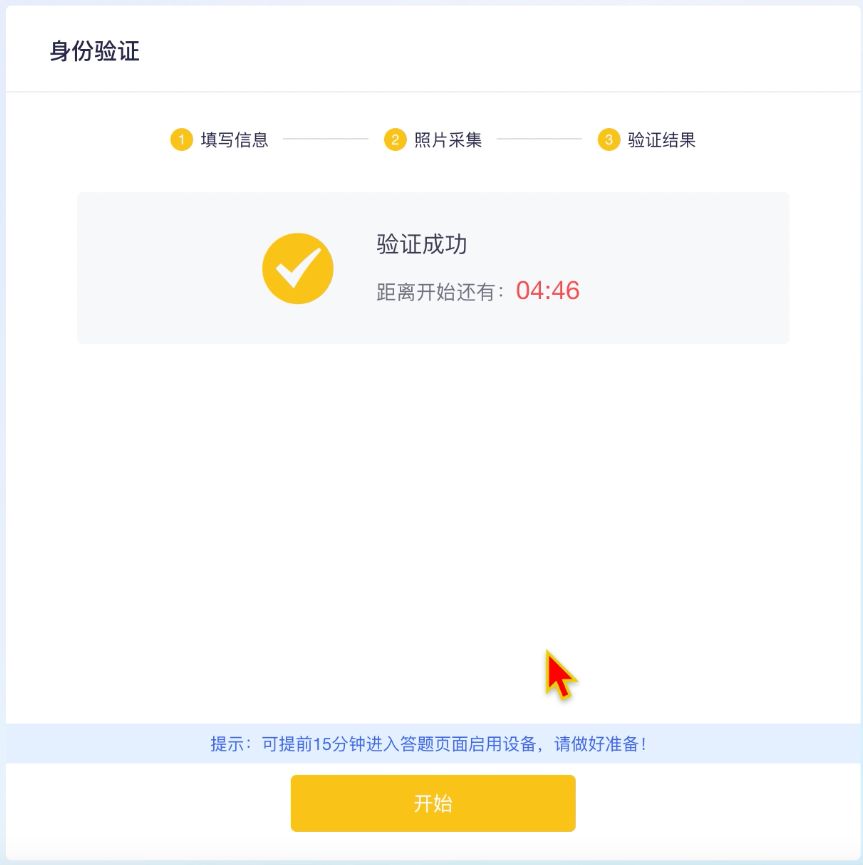 身份验证
1 填写信息 2 照片采集 3 验证结果
验证成功
距离开始还有：04:46
提示：可提前15分钟进入答题页面启用设备，请做好准备！
开始